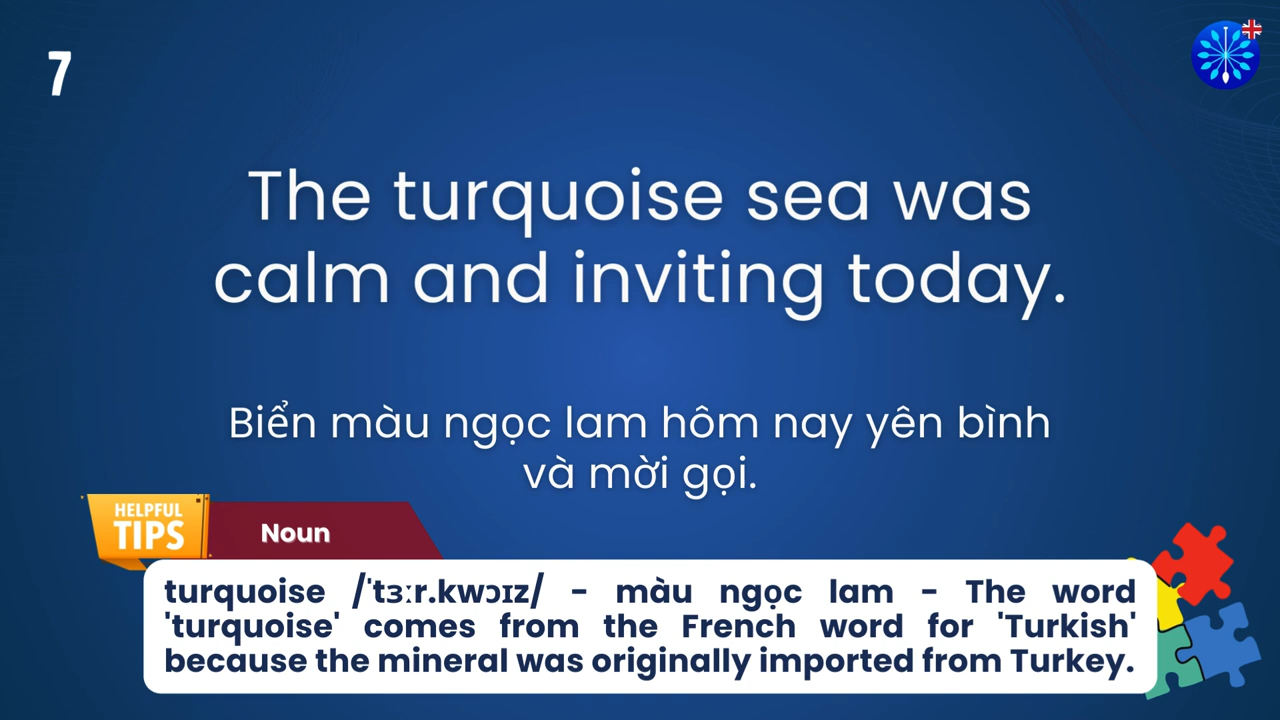 7
The turquoise sea was
calm and inviting today.
Biển màu ngọc lam hôm nay yên bình
và mời gọi.
HELPFUL
TIPS
Noun
turquoise /ˈtɜːr.kwɔɪz/ - màu ngọc lam - The word
'turquoise' comes from the French word for 'Turkish'
because the mineral was originally imported from Turkey.